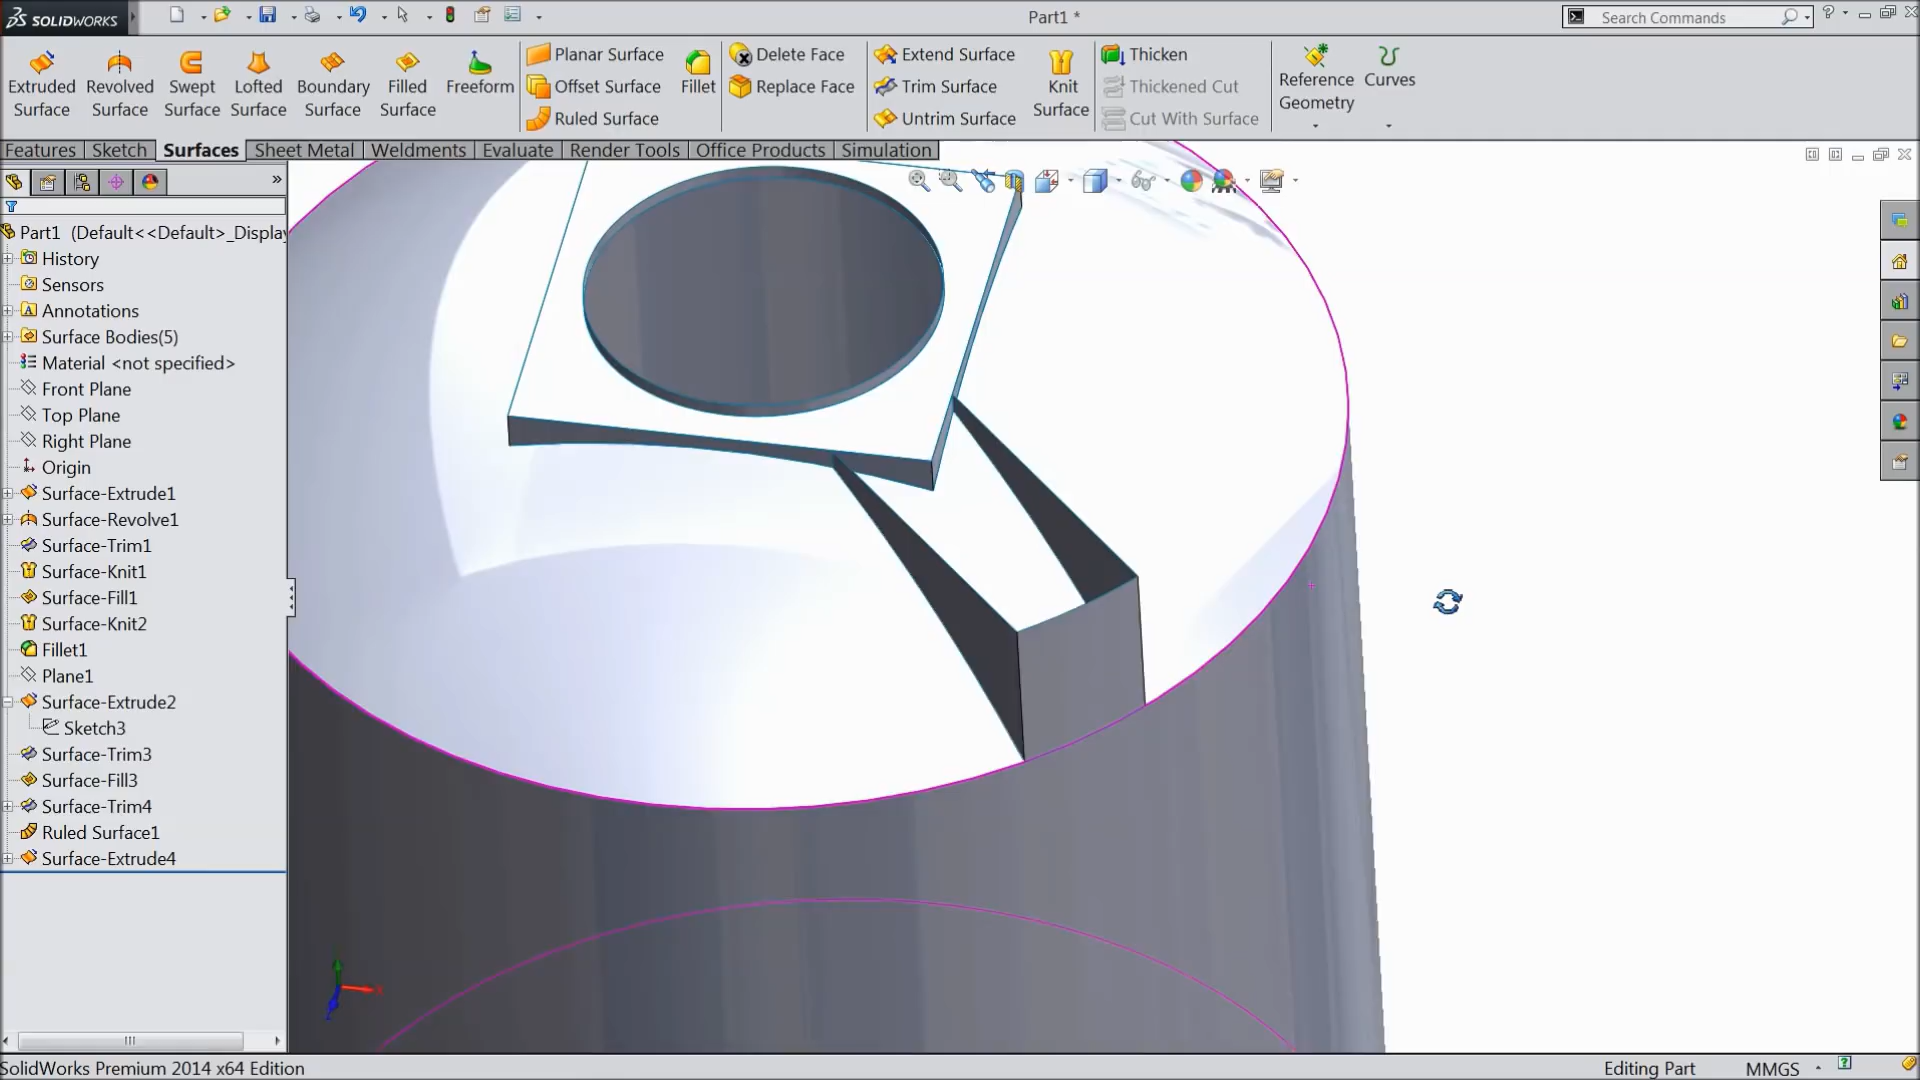 SOLIDWORKS
Part1 *
Search Commands
?
Extruded Surface
Revolved Surface
Swept Surface
Lofted Surface
Boundary Surface
Filled Surface
Freeform
Planar Surface
Offset Surface
Ruled Surface
Fillet
Delete Face
Replace Face
Extend Surface
Trim Surface
Untrim Surface
Knit Surface
Thicken
Thickened Cut
Cut With Surface
Reference Geometry
Curves
Features
Sketch
Surfaces
Sheet Metal
Weldments
Evaluate
Render Tools
Office Products
Simulation
»
Part1 (Default<<Default>_Displa
History
Sensors
Annotations
Surface Bodies(5)
Material <not specified>
Front Plane
Top Plane
Right Plane
Origin
Surface-Extrude1
Surface-Revolve1
Surface-Trim1
Surface-Knit1
Surface-Fill1
Surface-Knit2
Fillet1
Plane1
Surface-Extrude2
Sketch3
Surface-Trim3
Surface-Fill3
Surface-Trim4
Ruled Surface1
Surface-Extrude4
SolidWorks Premium 2014 x64 Edition
Editing Part
MMGS